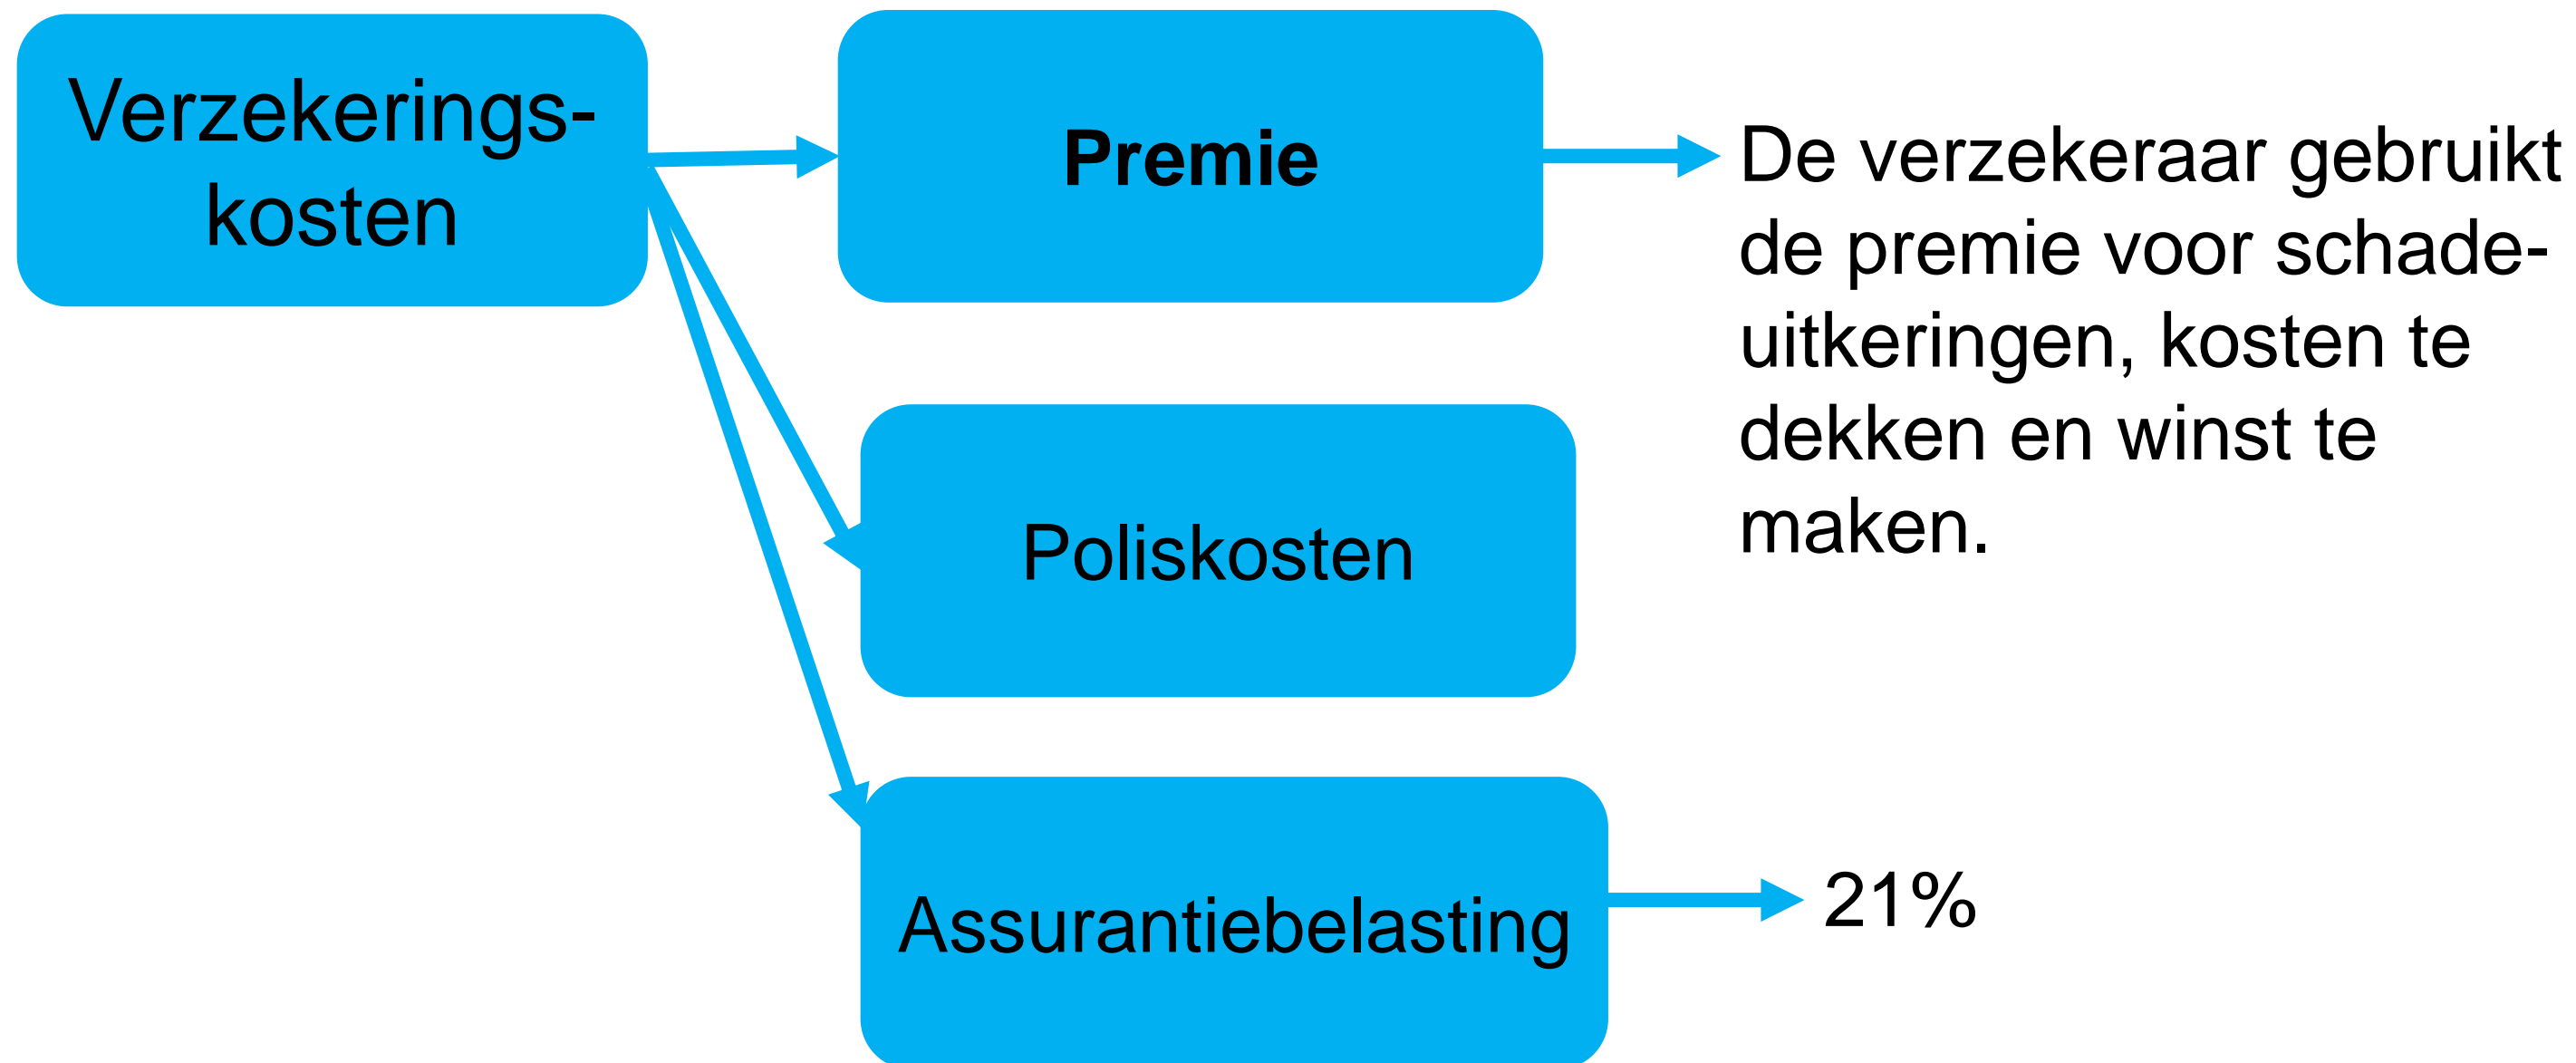 Verzekerings-
kosten
Premie
De verzekeraar gebruikt
de premie voor schade-
uitkeringen, kosten te
dekken en winst te
maken.
Poliskosten
Assurantiebelasting
21%